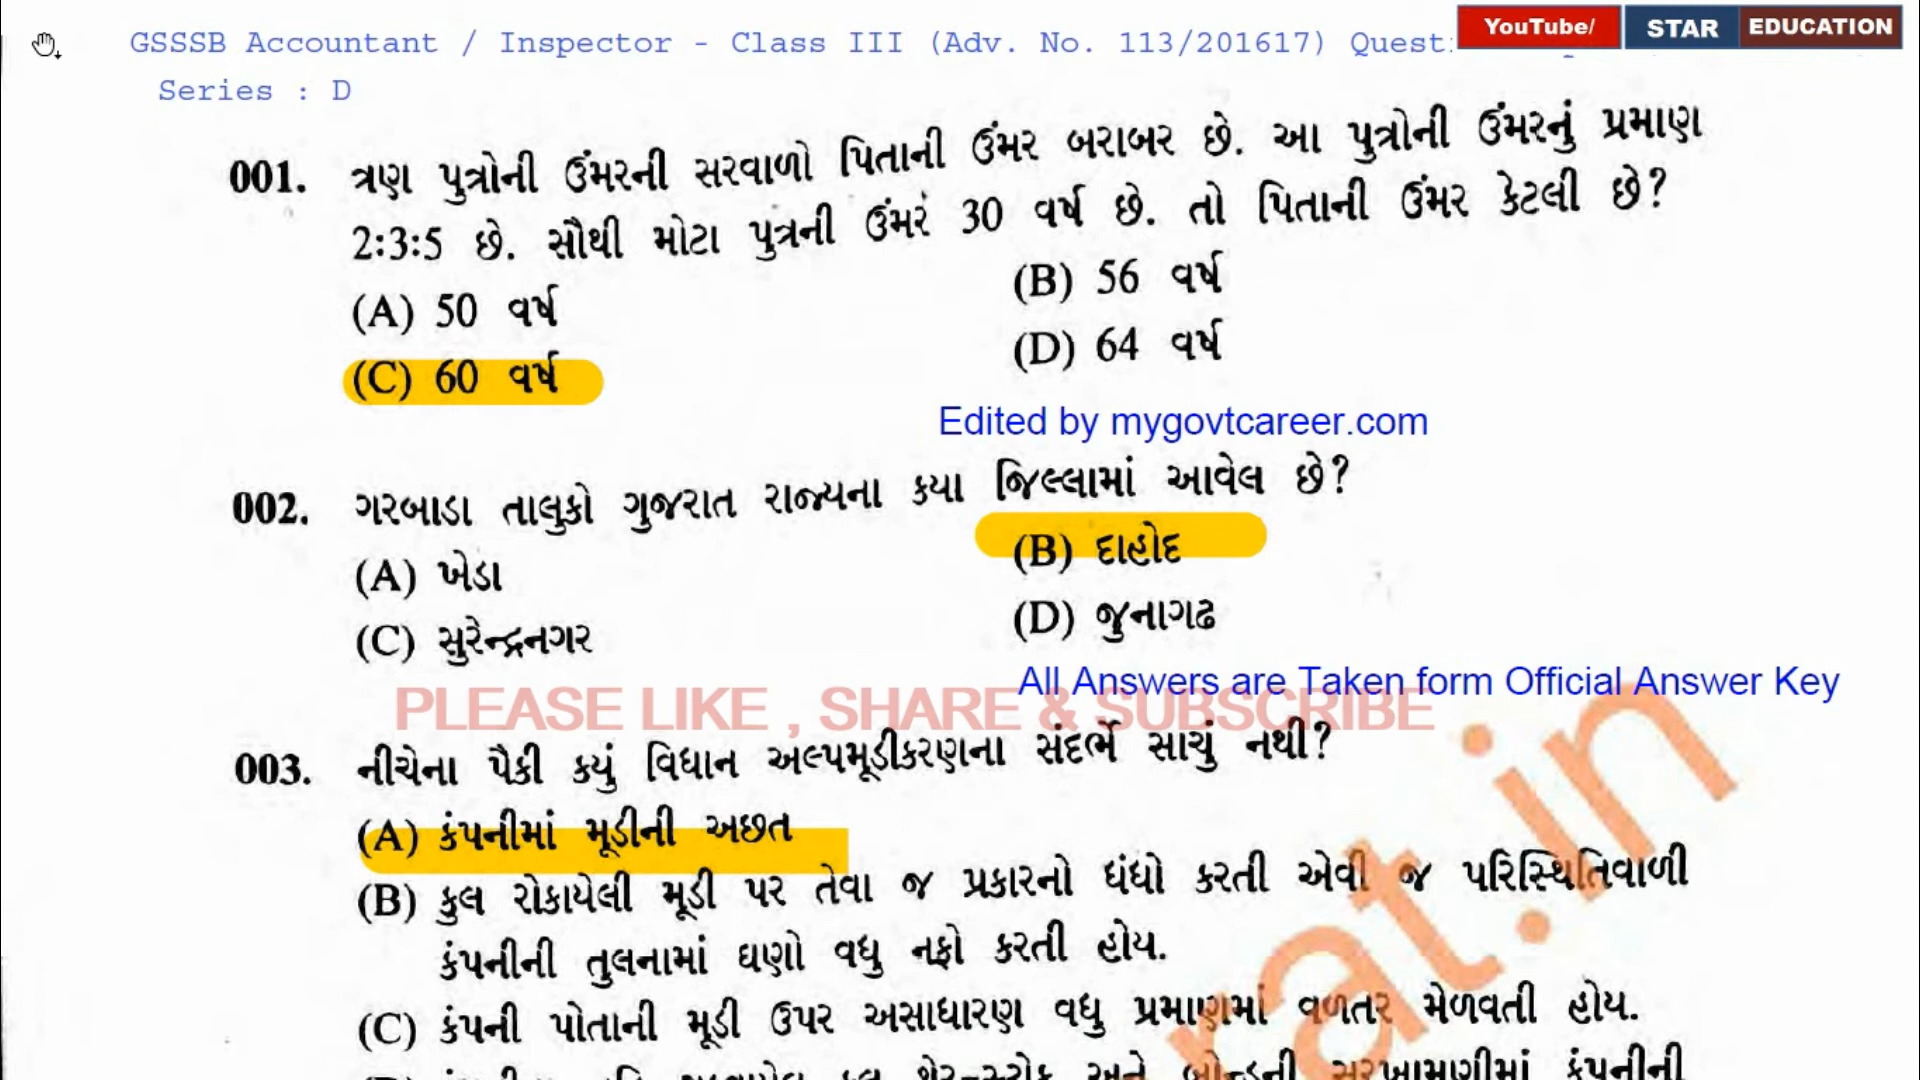 GSSSB Accountant / Inspector - Class III (Adv. No. 113/201617)
YouTube/ STAR EDUCATION
Series : D
001. ત્રણ પુત્રોની ઉંમરની સરવાળો પિતાની ઉંમર બરાબર છે. આ પુત્રોની ઉંમરનું પ્રમાણ
2:3:5 છે. સૌથી મોટા પુત્રની ઉંમર 30 વર્ષ છે. તો પિતાની ઉંમર કેટલી છે?
(A) 50 વર્ષ (B) 56 વર્ષ
(C) 60 વર્ષ (D) 64 વર્ષ
Edited by mygovtcareer.com
002. ગરબાડા તાલુકો ગુજરાત રાજ્યના કયા જિલ્લામાં આવેલ છે?
(A) ખેડા (B) દાહોદ
(C) સુરેન્દ્રનગર (D) જુનાગઢ
All Answers are Taken form Official Answer Key
PLEASE LIKE , SHARE & SUBSCRIBE
003. નીચેના પૈકી કયું વિધાન અલ્પમૂડીકરણના સંદર્ભે સાચું નથી?
(A) કંપનીમાં મૂડીની અછત
(B) કુલ રોકાયેલી મૂડી પર તેવા જ પ્રકારનો ધંધો કરતી એવી જ પરિસ્થિતિવાળી
કંપનીની તુલનામાં ઘણો વધુ નફો કરતી હોય.
(C) કંપની પોતાની મૂડી ઉપર અસાધારણ વધુ પ્રમાણમાં વળતર મેળવતી હોય.
rat.in